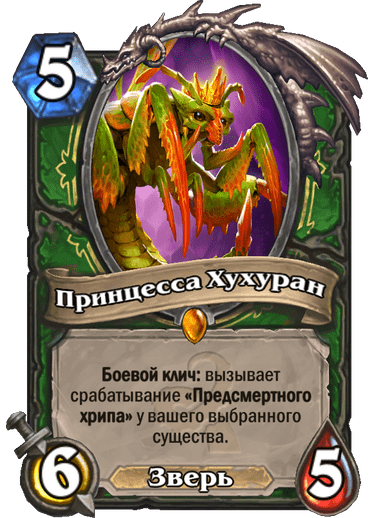 5
Принцесса Хухуран
Боевой клич: вызывает
срабатывание «Предсмертного
хрипа» у вашего выбранного
существа.
6
Зверь
5